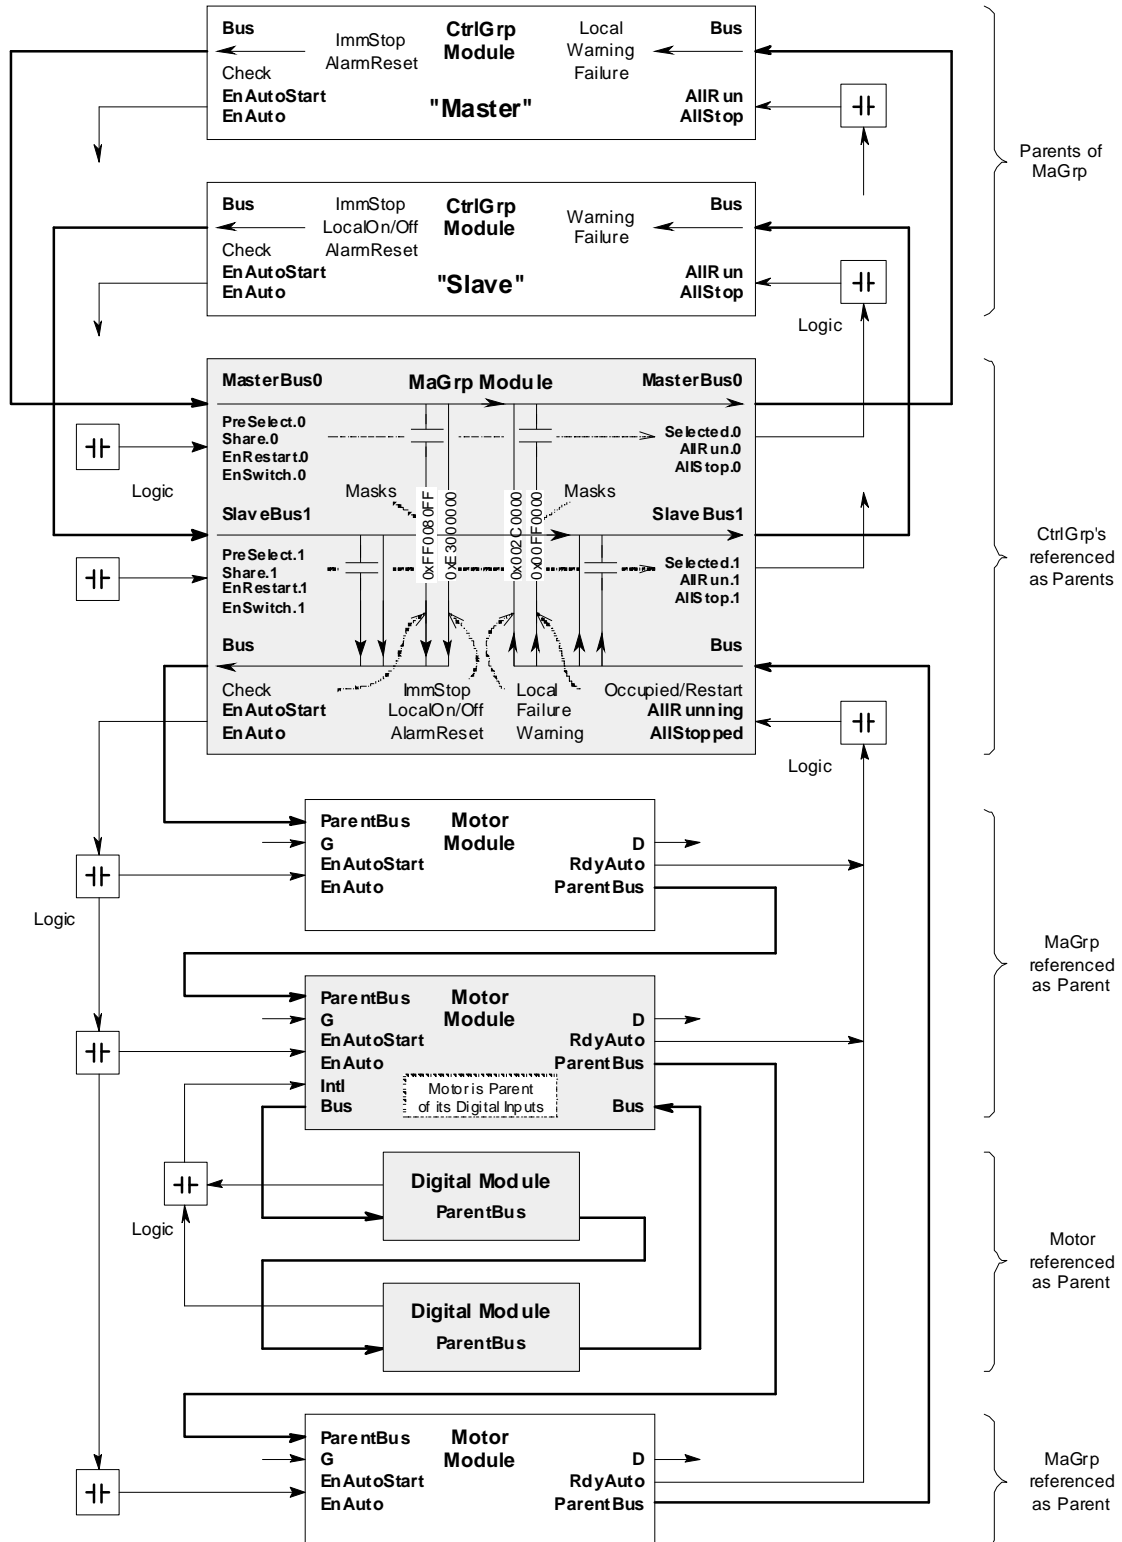 Bus
ImmStop
AlarmReset
CtrlGrp
Module
Local
Warning
Failure
Bus
Check
EnAutoStart
EnAuto
"Master"
AllRun
AllStop
Parents of
MaGrp
Bus
ImmStop
LocalOn/Off
AlarmReset
CtrlGrp
Module
Warning
Failure
Bus
Check
EnAutoStart
EnAuto
"Slave"
AllRun
AllStop
Logic
MasterBus0
MaGrp Module
MasterBus0
PreSelect.0
Share.0
EnRestart.0
EnSwitch.0
Selected.0
AllRun.0
AllStop.0
Logic
Masks
0xFF0080FF
0xE3000000
0x002C0000
0x00FF0000
Masks
SlaveBus1
SlaveBus1
PreSelect.1
Share.1
EnRestart.1
EnSwitch.1
Selected.1
AllRun.1
AllStop.1
CtrlGrp's
referenced
as Parents
Bus
Bus
Check
EnAutoStart
EnAuto
ImmStop
LocalOn/Off
AlarmReset
Local
Failure
Warning
Occupied/Restart
AllRunning
AllStopped
Logic
ParentBus
G
EnAutoStart
EnAuto
Motor
Module
D
RdyAuto
ParentBus
Logic
MaGrp
referenced
as Parent
ParentBus
G
EnAutoStart
EnAuto
Intl
Bus
Motor
Module
D
RdyAuto
ParentBus
Motor is Parent
of its Digital Inputs
Bus
Digital Module
ParentBus
Logic
Motor
referenced
as Parent
Digital Module
ParentBus
ParentBus
G
EnAutoStart
EnAuto
Motor
Module
D
RdyAuto
ParentBus
MaGrp
referenced
as Parent